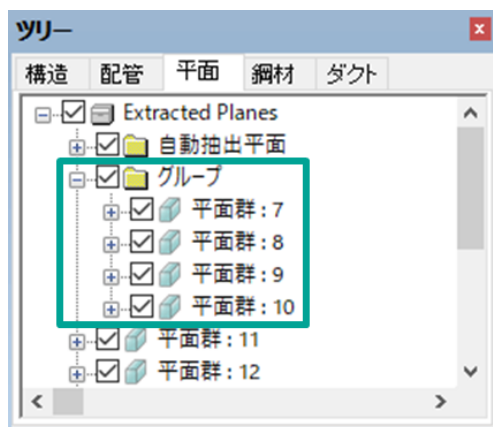 ツリー
構造 配管 平面 鋼材 ダクト
Extracted Planes
自動抽出平面
グループ
平面群 : 7
平面群 : 8
平面群 : 9
平面群 : 10
平面群 : 11
平面群 : 12